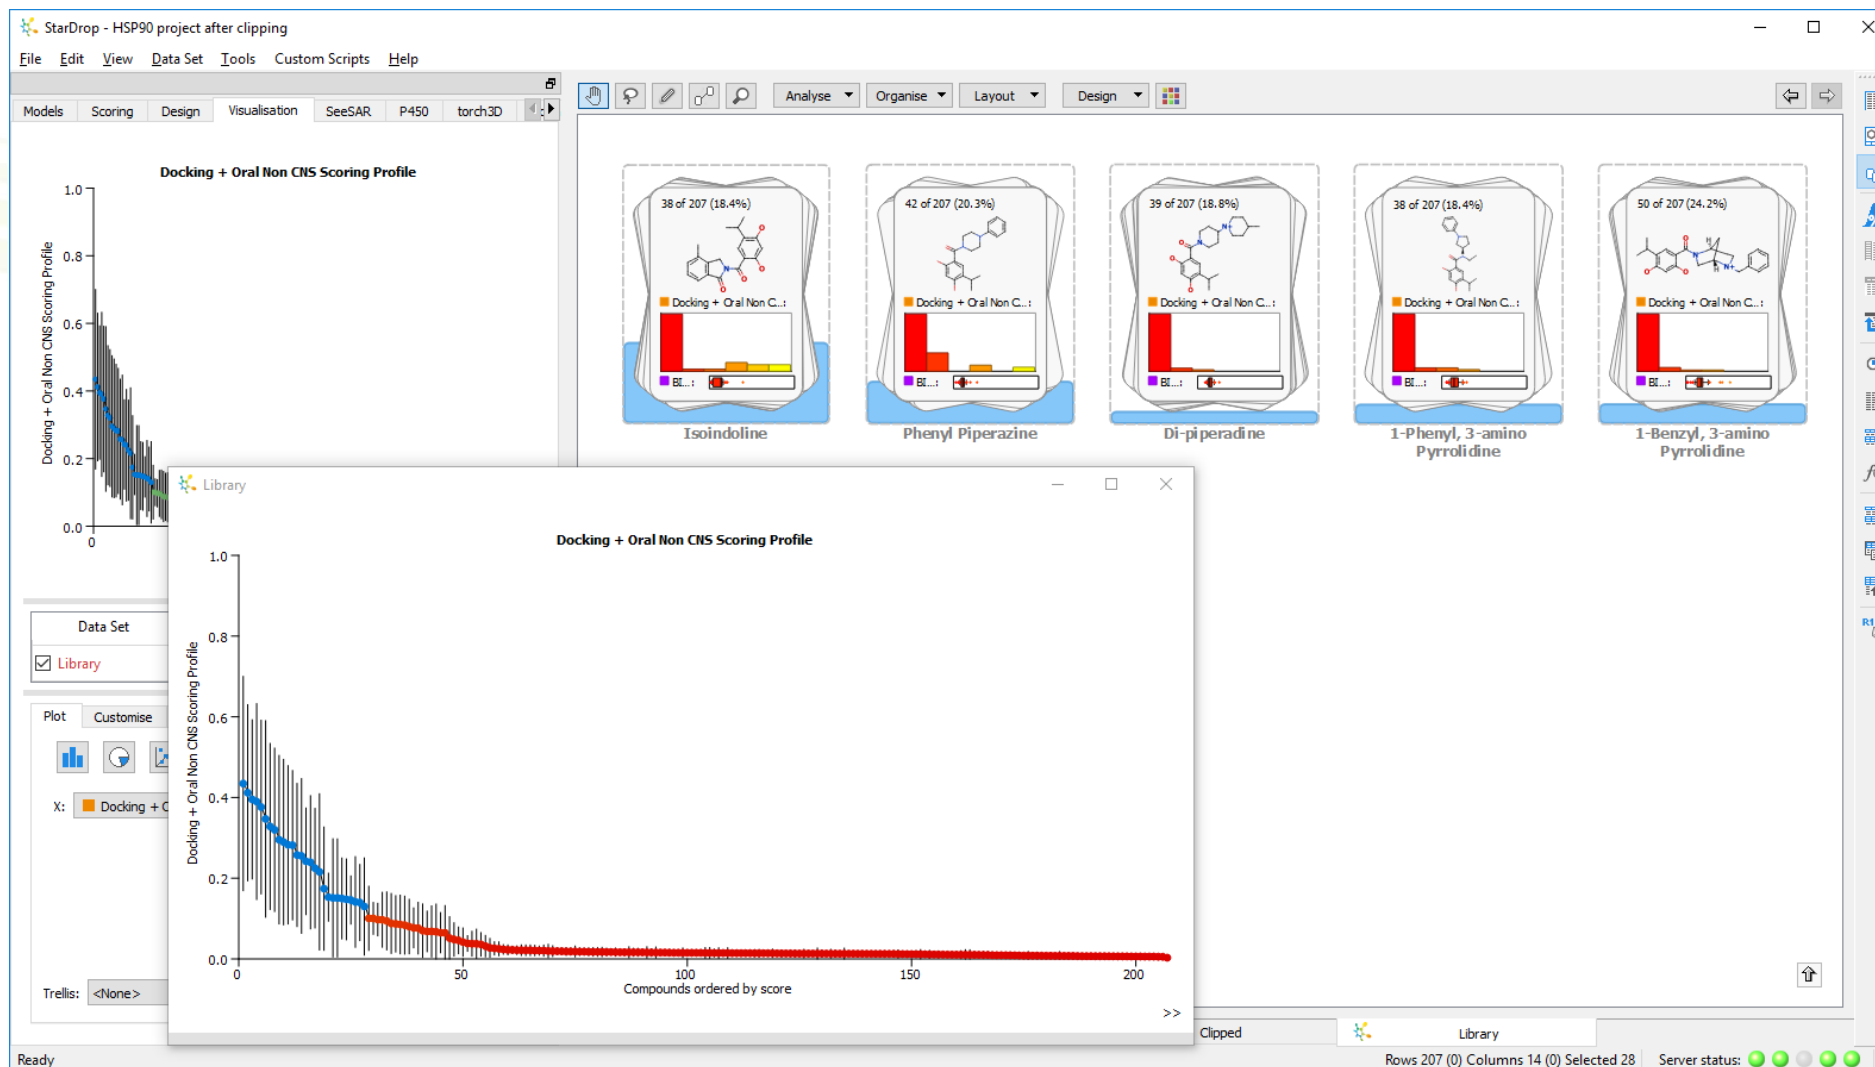 StarDrop - HSP90 project after clipping
File Edit View Data Set Tools Custom Scripts Help
Models Scoring Design Visualisation SeeSAR P450 torch3D
Analyse Organise Layout Design
Docking + Oral Non CNS Scoring Profile
Docking + Oral Non CNS Scoring Profile
1.0
0.8
0.6
0.4
0.2
0.0
0
38 of 207 (18.4%)
Docking + Oral Non C...:
BI...:
Isoindoline
42 of 207 (20.3%)
Docking + Oral Non C...:
BI...:
Phenyl Piperazine
39 of 207 (18.8%)
Docking + Oral Non C...:
BI...:
Di-piperadine
38 of 207 (18.4%)
Docking + Oral Non C...:
BI...:
1-Phenyl, 3-amino
Pyrrolidine
50 of 207 (24.2%)
Docking + Oral Non C...:
BI...:
1-Benzyl, 3-amino
Pyrrolidine
Data Set
Library
Plot Customise
X: Docking + O
Trellis: <None>
Library
Docking + Oral Non CNS Scoring Profile
Docking + Oral Non CNS Scoring Profile
1.0
0.8
0.6
0.4
0.2
0.0
0 50 100 150 200
Compounds ordered by score
>>
Clipped Library
Ready
Rows 207 (0) Columns 14 (0) Selected 28 Server status: